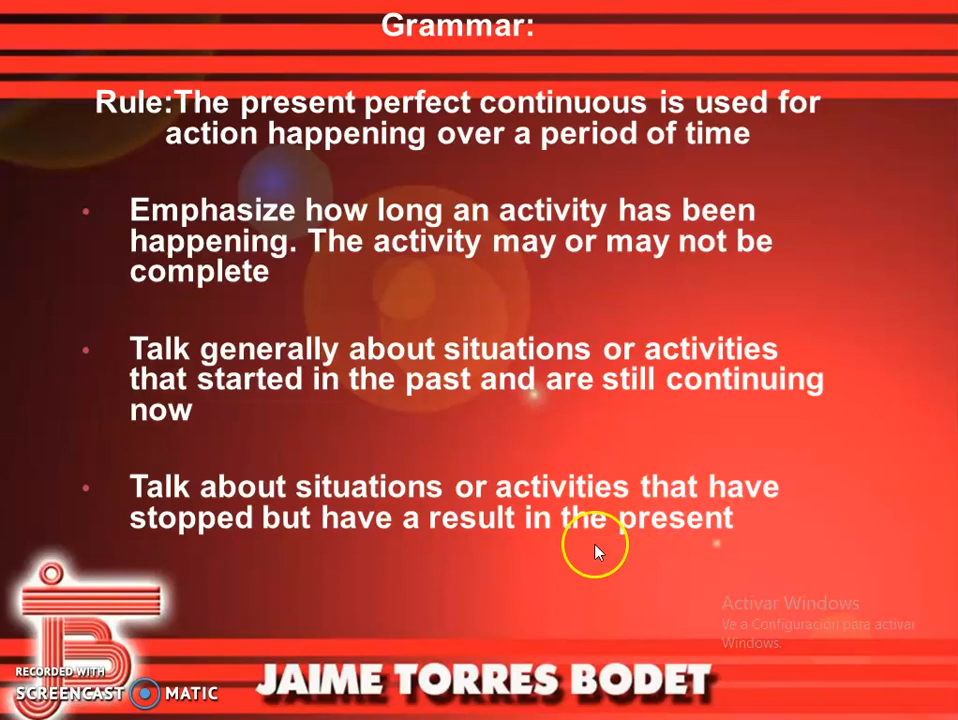 Grammar:
Rule:The present perfect continuous is used for
action happening over a period of time
• Emphasize how long an activity has been
happening. The activity may or may not be
complete
• Talk generally about situations or activities
that started in the past and are still continuing
now
• Talk about situations or activities that have
stopped but have a result in the present
Activar Windows
Ve a Configuración para activar
Windows.
RECORDED WITH
SCREENCAST MATIC
JAIME TORRES BODET